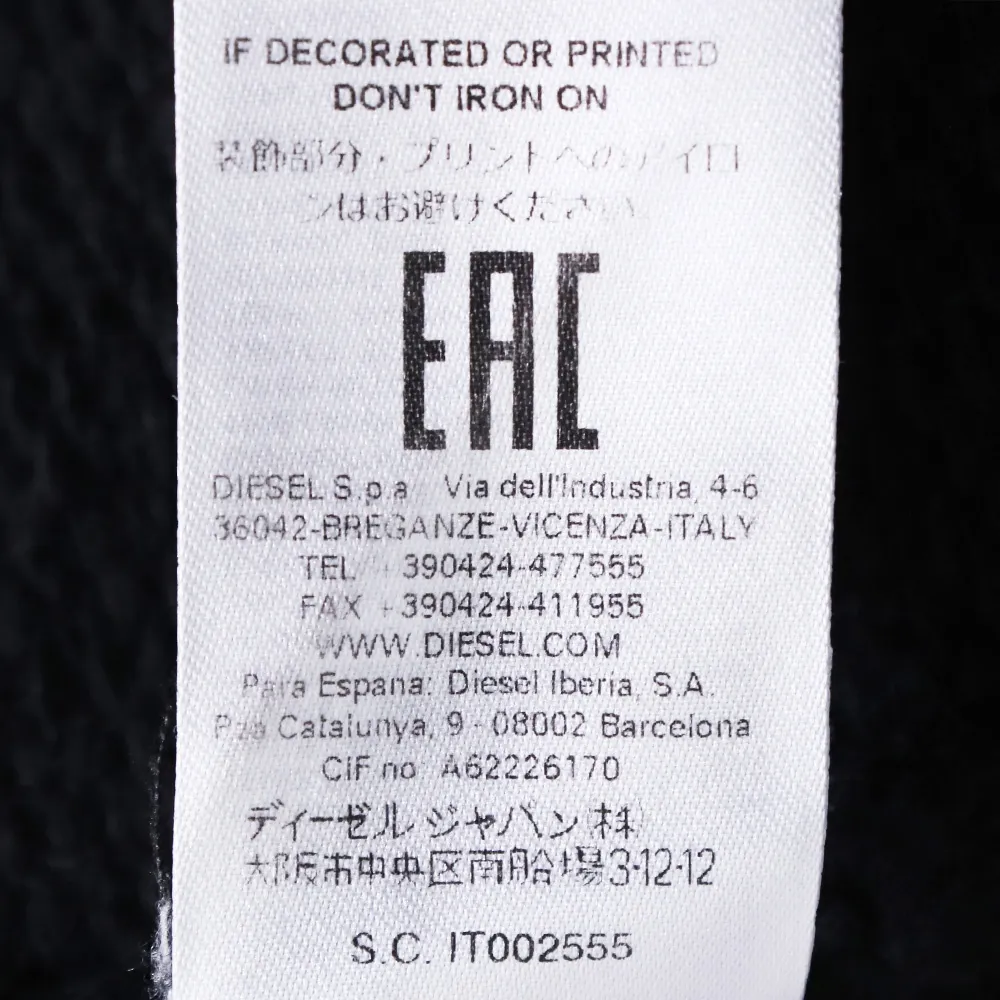 IF DECORATED OR PRINTED
DON'T IRON ON
装飾部分・プリントへのアイロ
ンはお避けください
EAC
DIESEL S.p.a Via dell'Industria, 4-6
36042-BREGANZE-VICENZA-ITALY
TEL +390424-477555
FAX +390424-411955
WWW.DIESEL.COM
Para Espana: Diesel Iberia, S.A.
Pza Catalunya, 9 - 08002 Barcelona
CIF no A62226170
ディーゼル ジャパン 株)
大阪市中央区南船場3-12-12
S.C. IT002555